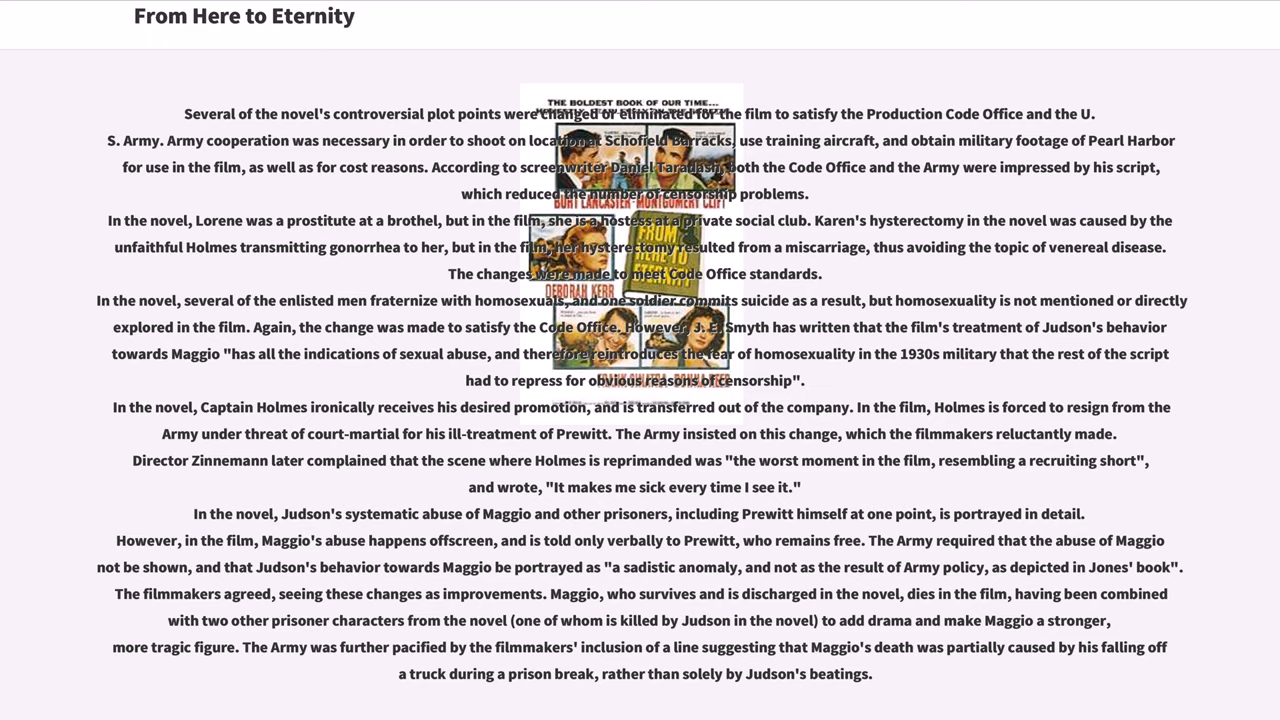 From Here to Eternity
THE BOLDEST BOOK OF OUR TIME...
Several of the novel's controversial plot points were changed or eliminated for the film to satisfy the Production Code Office and the U.
S. Army. Army cooperation was necessary in order to shoot on location at Schofield Barracks, use training aircraft, and obtain military footage of Pearl Harbor
for use in the film, as well as for cost reasons. According to screenwriter Daniel Taradash, both the Code Office and the Army were impressed by his script,
which reduced the number of censorship problems.
BURT LANCASTER · MONTGOMERY CLIFT
In the novel, Lorene was a prostitute at a brothel, but in the film, she is a hostess at a private social club. Karen's hysterectomy in the novel was caused by the
FROM HERE TO ETERNITY
unfaithful Holmes transmitting gonorrhea to her, but in the film, her hysterectomy resulted from a miscarriage, thus avoiding the topic of venereal disease.
The changes were made to meet Code Office standards.
DEBORAH KERR
In the novel, several of the enlisted men fraternize with homosexuals, and one soldier commits suicide as a result, but homosexuality is not mentioned or directly
explored in the film. Again, the change was made to satisfy the Code Office. However, J. E. Smyth has written that the film's treatment of Judson's behavior
towards Maggio "has all the indications of sexual abuse, and therefore reintroduces the fear of homosexuality in the 1930s military that the rest of the script
had to repress for obvious reasons of censorship".
FRANK SINATRA · DONNA REED
In the novel, Captain Holmes ironically receives his desired promotion, and is transferred out of the company. In the film, Holmes is forced to resign from the
Army under threat of court-martial for his ill-treatment of Prewitt. The Army insisted on this change, which the filmmakers reluctantly made.
Director Zinnemann later complained that the scene where Holmes is reprimanded was "the worst moment in the film, resembling a recruiting short",
and wrote, "It makes me sick every time I see it."
In the novel, Judson's systematic abuse of Maggio and other prisoners, including Prewitt himself at one point, is portrayed in detail.
However, in the film, Maggio's abuse happens offscreen, and is told only verbally to Prewitt, who remains free. The Army required that the abuse of Maggio
not be shown, and that Judson's behavior towards Maggio be portrayed as "a sadistic anomaly, and not as the result of Army policy, as depicted in Jones' book".
The filmmakers agreed, seeing these changes as improvements. Maggio, who survives and is discharged in the novel, dies in the film, having been combined
with two other prisoner characters from the novel (one of whom is killed by Judson in the novel) to add drama and make Maggio a stronger,
more tragic figure. The Army was further pacified by the filmmakers' inclusion of a line suggesting that Maggio's death was partially caused by his falling off
a truck during a prison break, rather than solely by Judson's beatings.